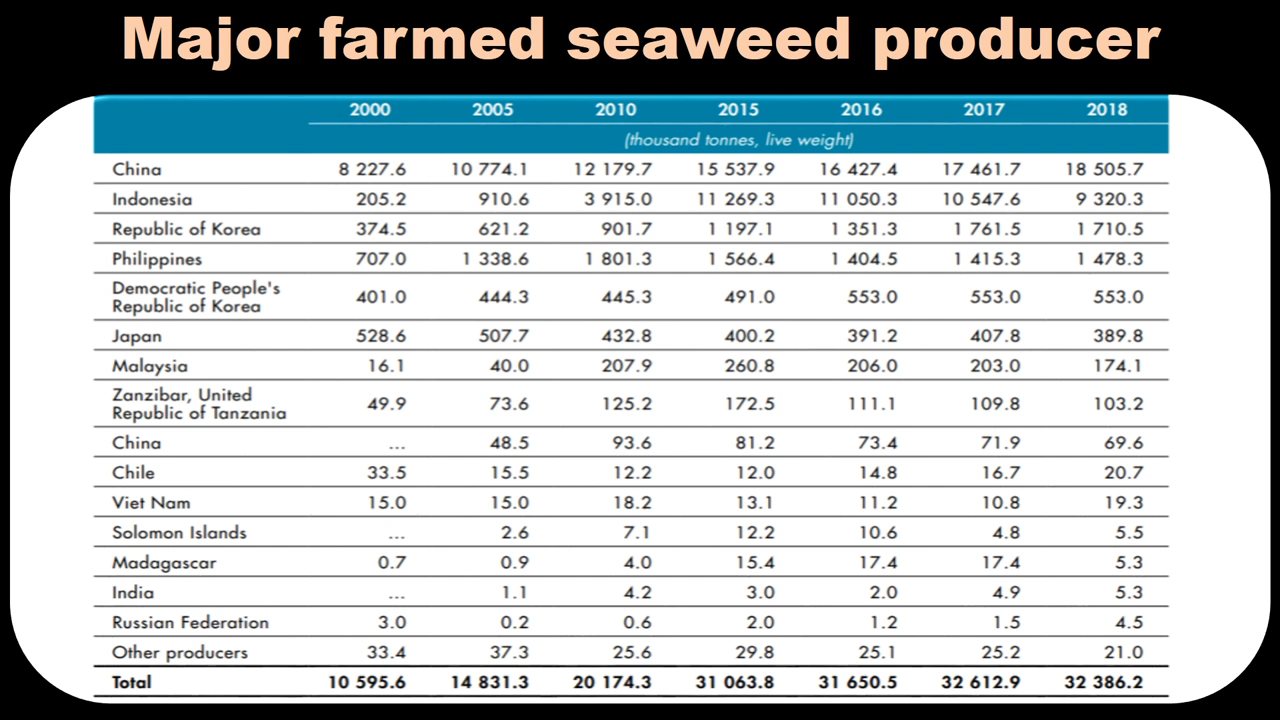 Major farmed seaweed producer
2000 2005 2010 2015 2016 2017 2018
(thousand tonnes, live weight)
China 8 227.6 10 774.1 12 179.7 15 537.9 16 427.4 17 461.7 18 505.7
Indonesia 205.2 910.6 3 915.0 11 269.3 11 050.3 10 547.6 9 320.3
Republic of Korea 374.5 621.2 901.7 1 197.1 1 351.3 1 761.5 1 710.5
Philippines 707.0 1 338.6 1 801.3 1 566.4 1 404.5 1 415.3 1 478.3
Democratic People's
Republic of Korea 401.0 444.3 445.3 491.0 553.0 553.0 553.0
Japan 528.6 507.7 432.8 400.2 391.2 407.8 389.8
Malaysia 16.1 40.0 207.9 260.8 206.0 203.0 174.1
Zanzibar, United
Republic of Tanzania 49.9 73.6 125.2 172.5 111.1 109.8 103.2
China ... 48.5 93.6 81.2 73.4 71.9 69.6
Chile 33.5 15.5 12.2 12.0 14.8 16.7 20.7
Viet Nam 15.0 15.0 18.2 13.1 11.2 10.8 19.3
Solomon Islands ... 2.6 7.1 12.2 10.6 4.8 5.5
Madagascar 0.7 0.9 4.0 15.4 17.4 17.4 5.3
India ... 1.1 4.2 3.0 2.0 4.9 5.3
Russian Federation 3.0 0.2 0.6 2.0 1.2 1.5 4.5
Other producers 33.4 37.3 25.6 29.8 25.1 25.2 21.0
Total 10 595.6 14 831.3 20 174.3 31 063.8 31 650.5 32 612.9 32 386.2